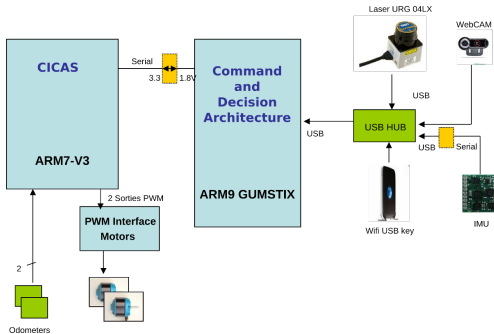 Laser URG 04LX
WebCAM
CICAS
Serial
3.3
1.8V
Command
and
Decision
Architecture
USB
USB HUB
USB
USB
Serial
ARM7-V3
ARM9 GUMSTIX
2 Sorties PWM
PWM Interface
Motors
Wifi USB key
IMU
2
Odometers